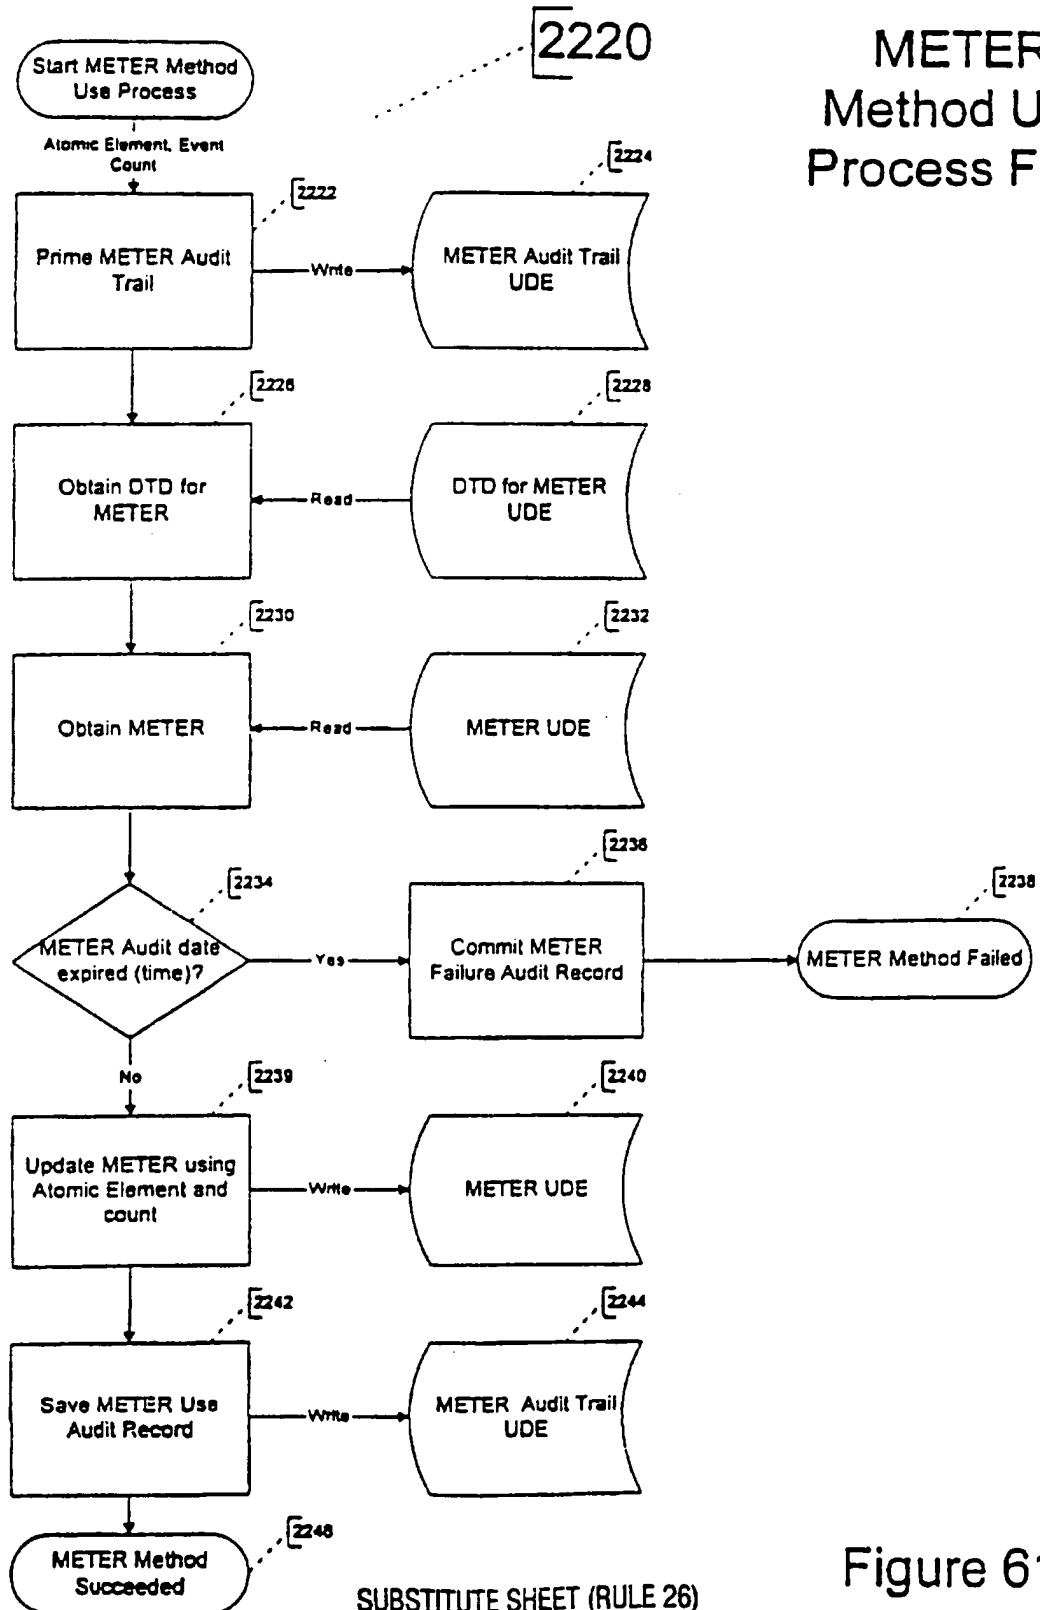 2220
METER
Method U
Process F
Start METER Method
Use Process
Atomic Element, Event
Count
2222
2224
Prime METER Audit
Trail
Write
METER Audit Trail
UDE
2226
2228
Obtain DTD for
METER
Read
DTD for METER
UDE
2230
2232
Obtain METER
Read
METER UDE
2234
2236
2238
METER Audit date
expired (time)?
Yes
Commit METER
Failure Audit Record
METER Method Failed
No
2239
2240
Update METER using
Atomic Element and
count
Write
METER UDE
2242
2244
Save METER Use
Audit Record
Write
METER Audit Trail
UDE
2246
METER Method
Succeeded
SUBSTITUTE SHEET (RULE 26)
Figure 61